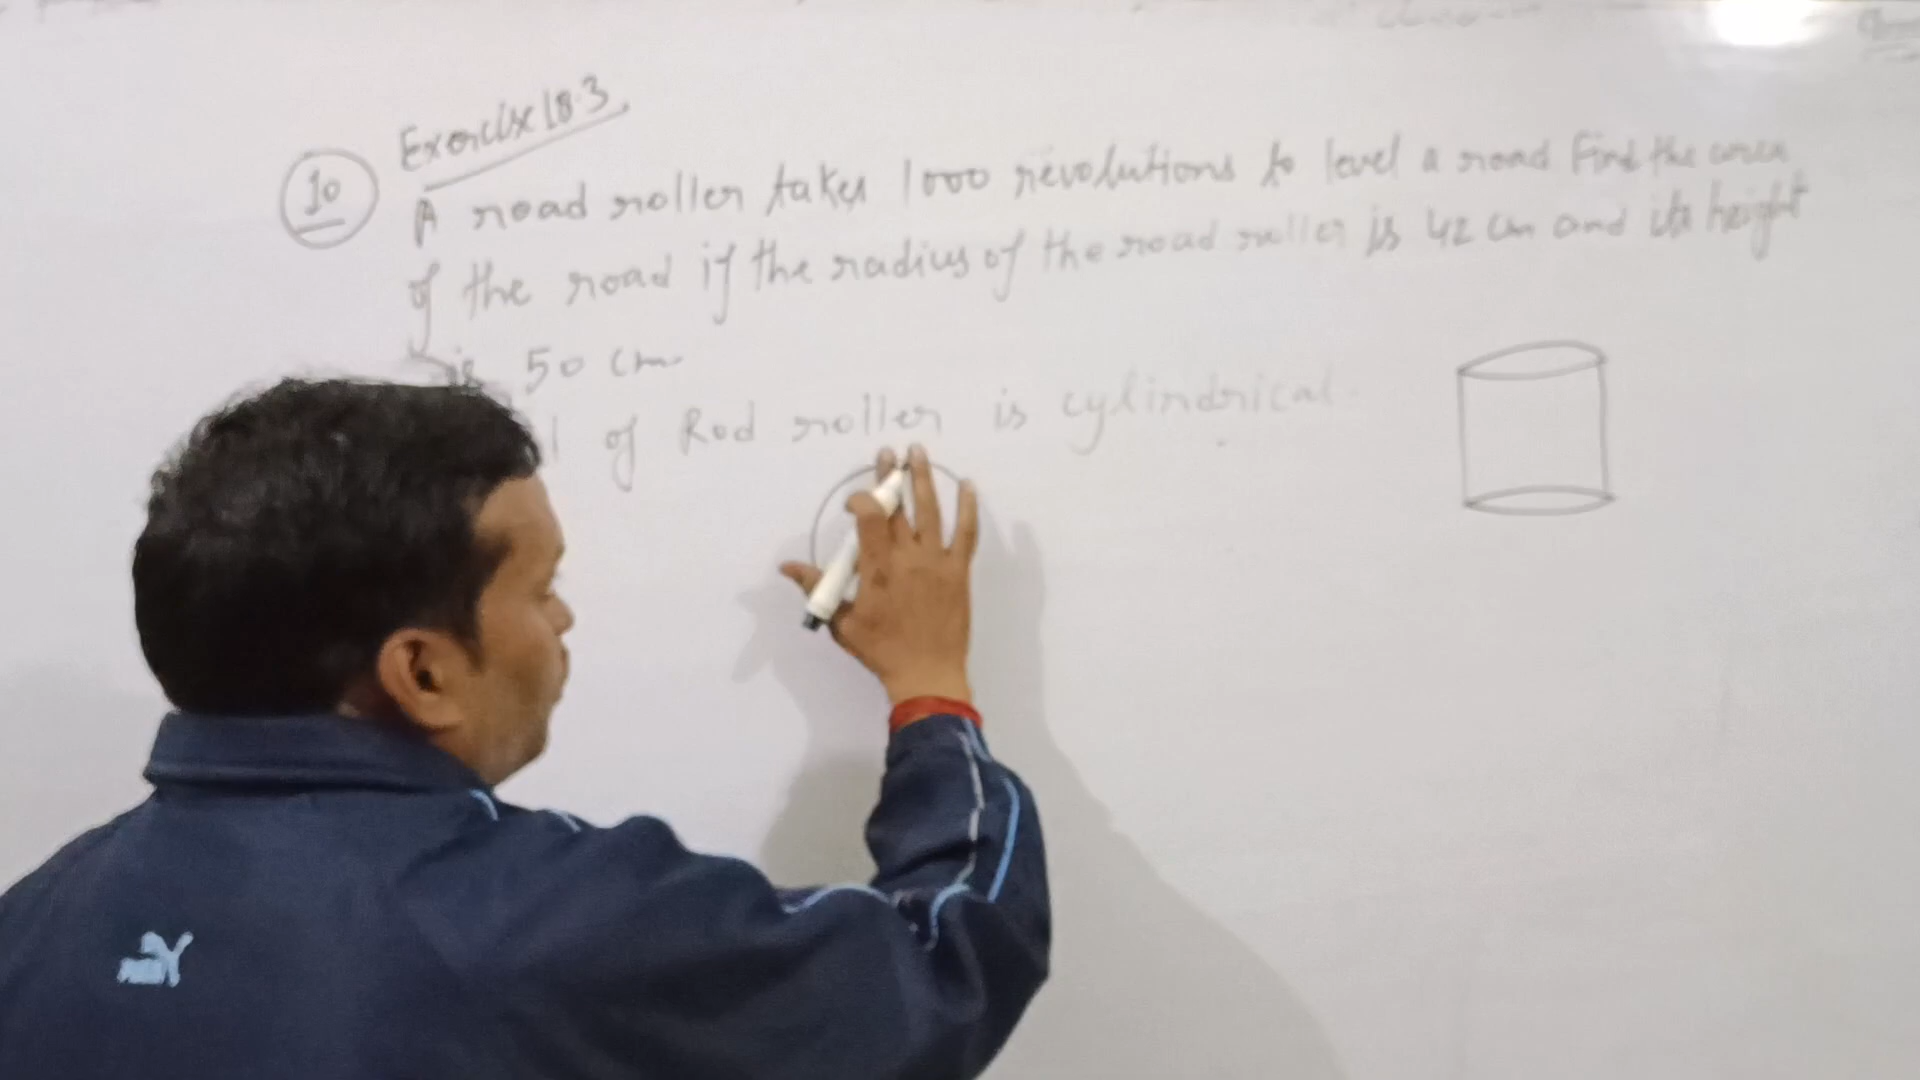 Exercise 18.3
10 A road roller takes 1000 revolutions to level a road Find the area
of the road if the radius of the road roller is 42 cm and its height
is 50 cm
of Rod roller is cylindrical